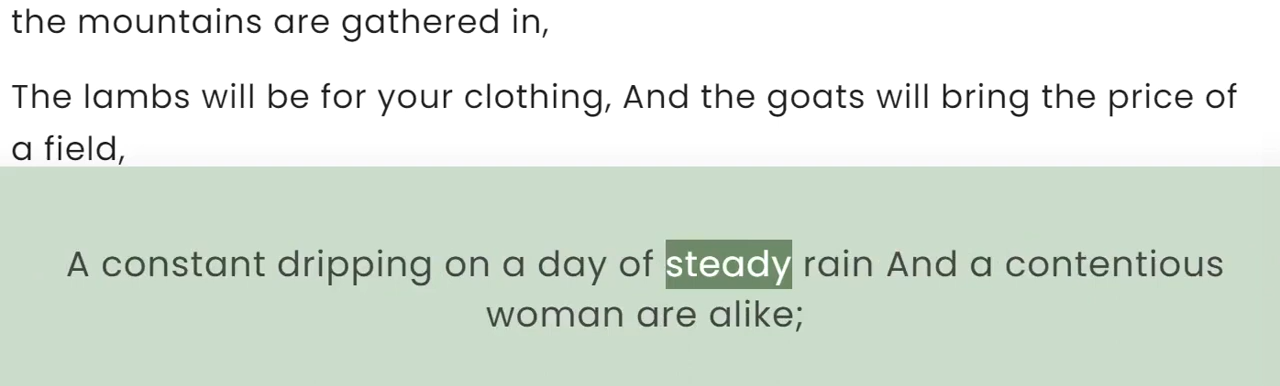 the mountains are gathered in,
The lambs will be for your clothing, And the goats will bring the price of
a field,
A constant dripping on a day of steady rain And a contentious
woman are alike;